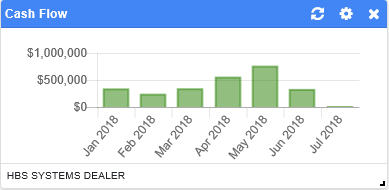 Cash Flow
$1,000,000
$500,000
$0
Jan 2018
Feb 2018
Mar 2018
Apr 2018
May 2018
Jun 2018
Jul 2018
HBS SYSTEMS DEALER